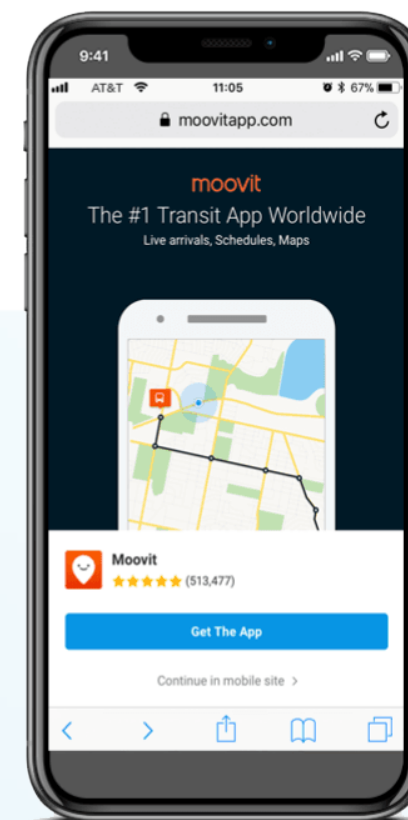 9:41
AT&T 11:05 67%
moovitapp.com
moovit
The #1 Transit App Worldwide
Live arrivals, Schedules, Maps
Moovit
(513,477)
Get The App
Continue in mobile site >